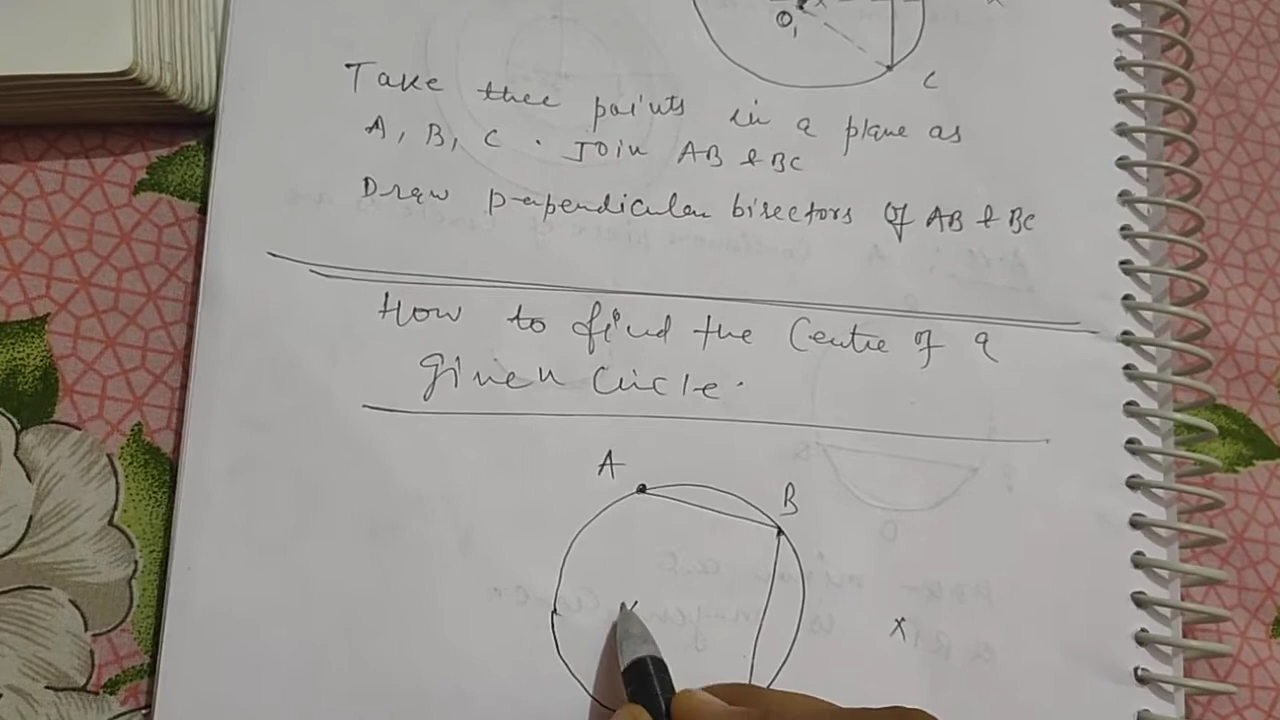 O1
C
Take thee points in a plane as
A, B, C . Join AB & BC
Draw perpendicular bisectors of AB & BC
How to find the Centre of a
given circle.
A
B
X